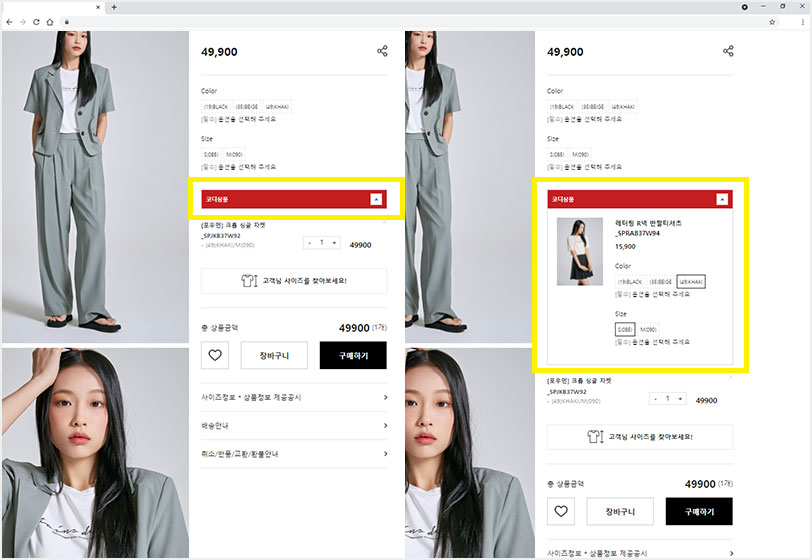 49,900
Color
(19)BLACK (35)BEIGE (49)KHAKI
[필수] 옵션을 선택해 주세요
Size
S(085) M(090)
[필수] 옵션을 선택해 주세요
코디상품
[포우먼] 크롭 싱글 자켓
_SPJKB37W92
- (49)KHAKI/M(090)
- 1 +
49900
고객님 사이즈를 찾아보세요!
총 상품금액
49900 (1개)
장바구니
구매하기
사이즈정보 * 상품정보 제공공시
배송안내
취소/반품/교환/환불안내
49,900
Color
(19)BLACK (35)BEIGE (49)KHAKI
[필수] 옵션을 선택해 주세요
Size
S(085) M(090)
[필수] 옵션을 선택해 주세요
코디상품
레터링 R넥 반팔티셔츠
_SPRAB37W94
15,900
Color
(19)BLACK (35)BEIGE (49)KHAKI
[필수] 옵션을 선택해 주세요
Size
S(085) M(090)
[필수] 옵션을 선택해 주세요
[포우먼] 크롭 싱글 자켓
_SPJKB37W92
- (49)KHAKI/M(090)
- 1 +
49900
고객님 사이즈를 찾아보세요!
총 상품금액
49900 (1개)
장바구니
구매하기
사이즈정보 * 상품정보 제공공시